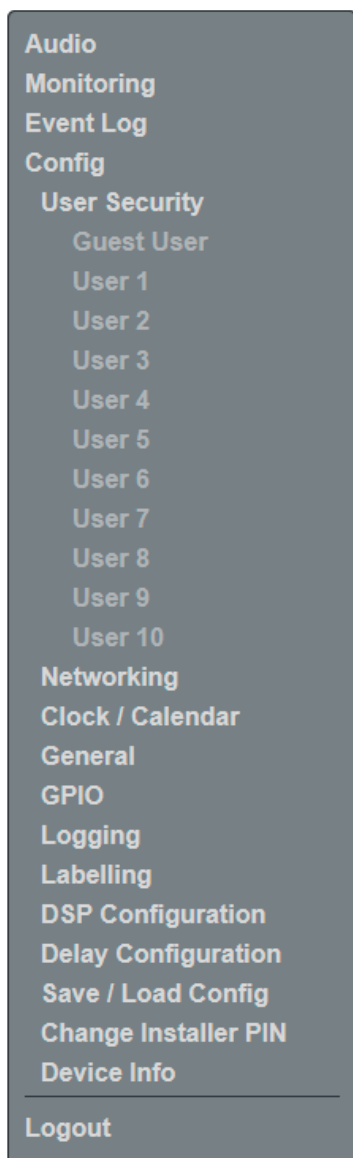 Audio
Monitoring
Event Log
Config
User Security
Guest User
User 1
User 2
User 3
User 4
User 5
User 6
User 7
User 8
User 9
User 10
Networking
Clock / Calendar
General
GPIO
Logging
Labelling
DSP Configuration
Delay Configuration
Save / Load Config
Change Installer PIN
Device Info
Logout